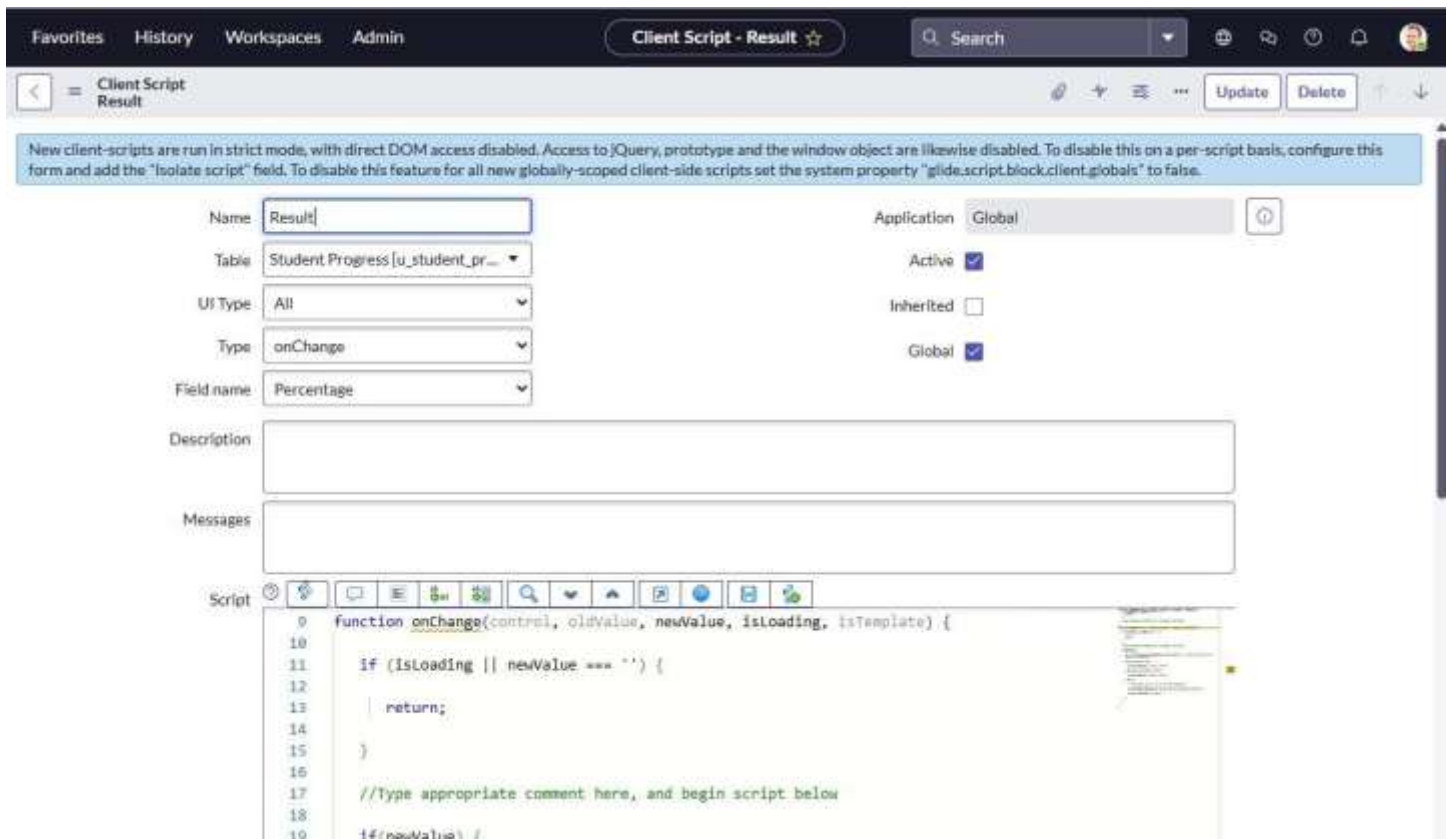 Favorites History Workspaces Admin Client Script - Result Search
Client Script
Result
Update Delete
New client-scripts are run in strict mode, with direct DOM access disabled. Access to jQuery, prototype and the window object are likewise disabled. To disable this on a per-script basis, configure this
form and add the "Isolate script" field. To disable this feature for all new globally-scoped client-side scripts set the system property "glide.script.block.client.globals" to false.
Name Result Application Global
Table Student Progress [u_student_pr... Active
UI Type All Inherited
Type onChange Global
Field name Percentage
Description
Messages
Script
9 function onChange(control, oldValue, newValue, isLoading, isTemplate) {
10
11 if (isLoading || newValue === '') {
12
13 return;
14
15 }
16
17 //Type appropriate comment here, and begin script below
18
19 if(newValue) {